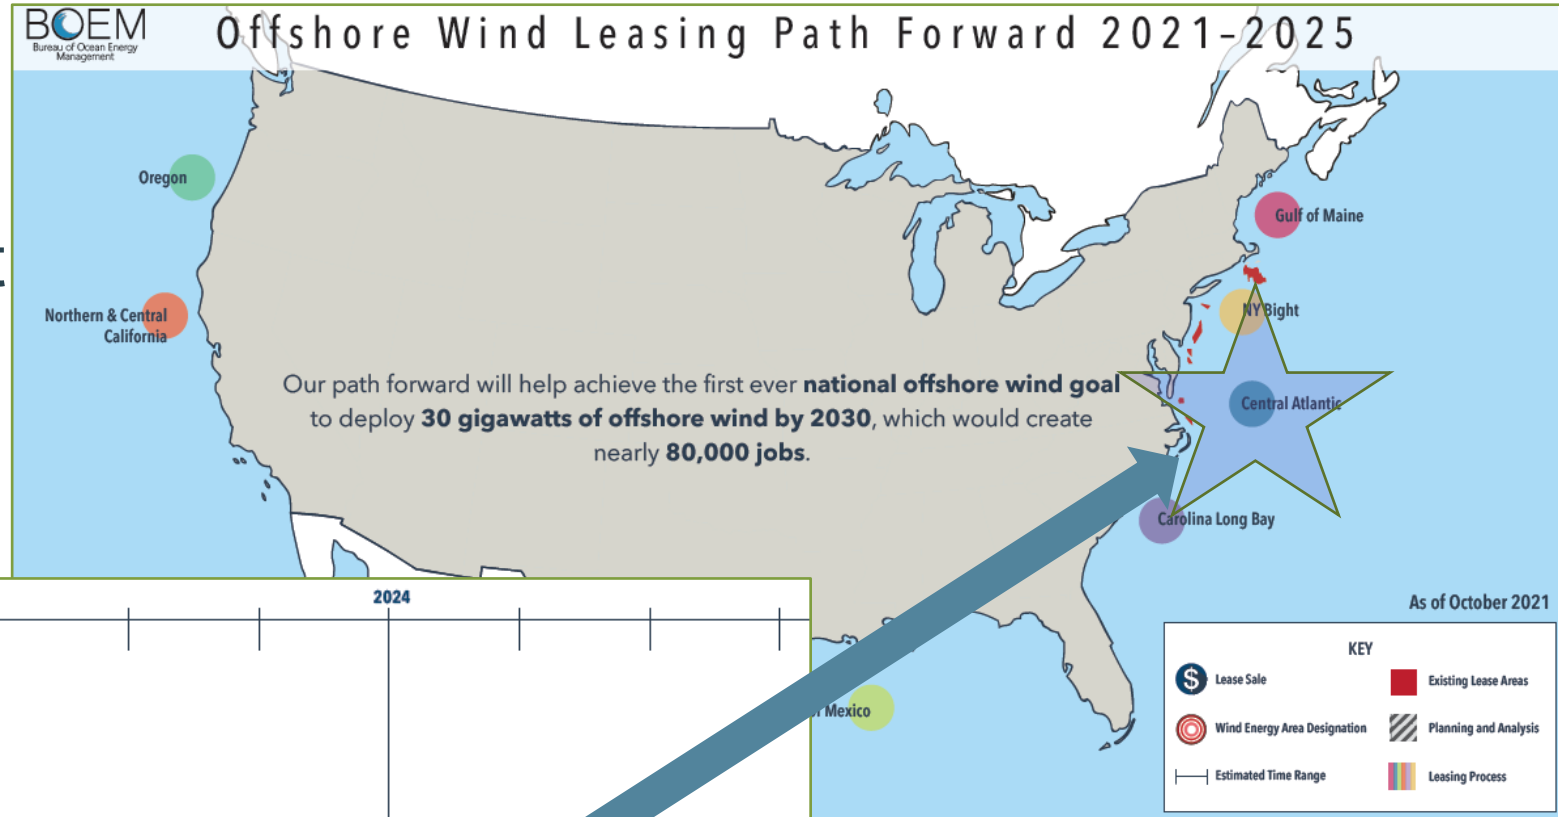 BOEM
Bureau of Ocean Energy
Management
Offshore Wind Leasing Path Forward 2021-2025
Oregon
Gulf of Maine
Northern & Central
California
NY Bight
Our path forward will help achieve the first ever national offshore wind goal
to deploy 30 gigawatts of offshore wind by 2030, which would create
nearly 80,000 jobs.
Central Atlantic
Carolina Long Bay
2024
As of October 2021
Mexico
KEY
Lease Sale
Existing Lease Areas
Wind Energy Area Designation
Planning and Analysis
Estimated Time Range
Leasing Process